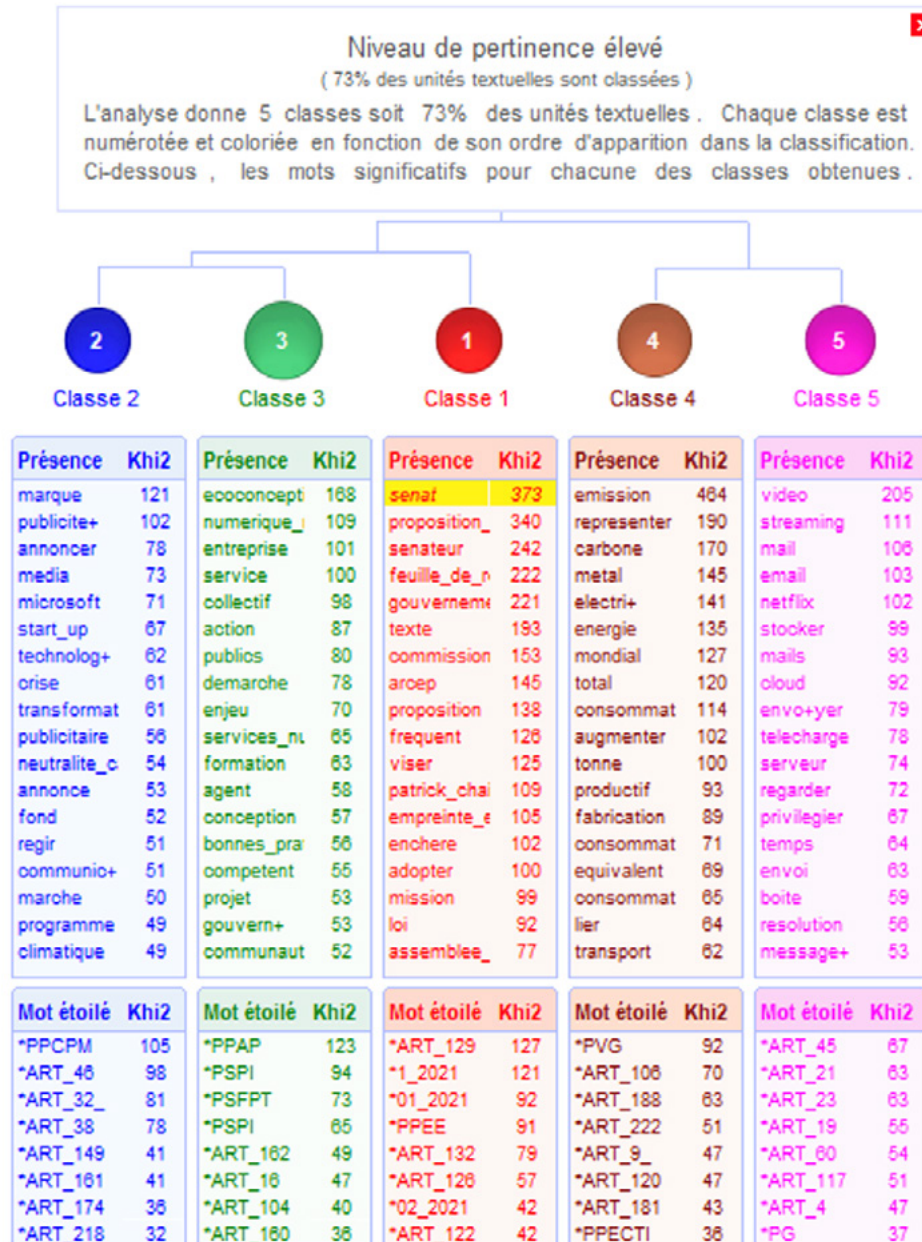 Niveau de pertinence élevé
( 73% des unités textuelles sont classées )
L'analyse donne 5 classes soit 73% des unités textuelles . Chaque classe est
numérotée et coloriée en fonction de son ordre d'apparition dans la classification.
Ci-dessous , les mots significatifs pour chacune des classes obtenues .
2 3 1 4 5
Classe 2 Classe 3 Classe 1 Classe 4 Classe 5
Présence Khi2 Présence Khi2 Présence Khi2 Présence Khi2 Présence Khi2
marque 121 ecoconcepti 168 senat 373 emission 464 video 205
publicite+ 102 numerique_ 109 proposition_ 340 representer 190 streaming 111
annoncer 78 entreprise 101 senateur 242 carbone 170 mail 106
media 73 service 100 feuille_de_r 222 metal 145 email 103
microsoft 71 collectif 98 gouverneme 221 electri+ 141 netflix 102
start_up 67 action 87 texte 193 energie 135 stocker 99
technolog+ 62 publics 80 commission 153 mondial 127 mails 93
crise 61 demarche 78 arcep 145 total 120 cloud 92
transformat 61 enjeu 70 proposition 138 consommat 114 envo+yer 79
publicitaire 56 services_nu 65 frequent 126 augmenter 102 telecharge 78
neutralite_c 54 formation 63 viser 125 tonne 100 serveur 74
annonce 53 agent 58 patrick_chai 109 productif 93 regarder 72
fond 52 conception 57 empreinte_e 105 fabrication 89 privilegier 67
regir 51 bonnes_pra 56 enchere 102 consommat 71 temps 64
communic+ 51 competent 55 adopter 100 equivalent 69 envoi 63
marche 50 projet 53 mission 99 consommat 65 boite 59
programme 49 gouvern+ 53 loi 92 lier 64 resolution 56
climatique 49 communaut 52 assemblee_ 77 transport 62 message+ 53
Mot étoilé Khi2 Mot étoilé Khi2 Mot étoilé Khi2 Mot étoilé Khi2 Mot étoilé Khi2
*PPCPM 105 *PPAP 123 *ART_129 127 *PVG 92 *ART_45 67
*ART_46 98 *PSPI 94 *1_2021 121 *ART_106 70 *ART_21 63
*ART_32_ 81 *PSFPT 73 *01_2021 92 *ART_188 63 *ART_23 63
*ART_38 78 *PSPI 65 *PPEE 91 *ART_222 51 *ART_19 55
*ART_149 41 *ART_162 49 *ART_132 79 *ART_9_ 47 *ART_60 54
*ART_161 41 *ART_16 47 *ART_126 57 *ART_120 47 *ART_117 51
*ART_174 36 *ART_104 40 *02_2021 42 *ART_181 43 *ART_4 47
*ART_218 32 *ART_160 36 *ART_122 42 *PPECTI 36 *PG 37